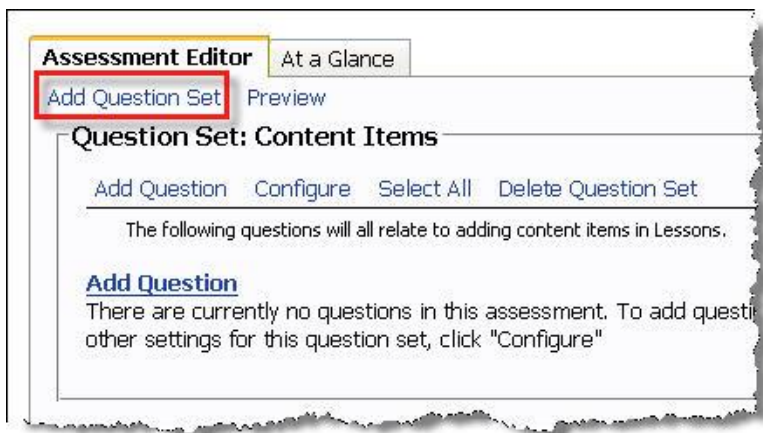 Assessment Editor At a Glance
Add Question Set Preview
Question Set: Content Items
Add Question Configure Select All Delete Question Set
The following questions will all relate to adding content items in Lessons.
Add Question
There are currently no questions in this assessment. To add questi
other settings for this question set, click "Configure"